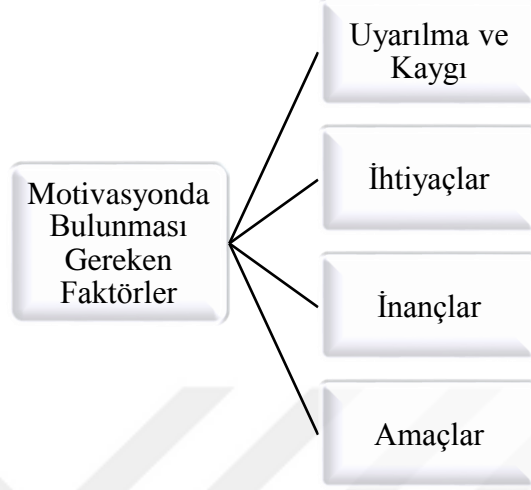 Motivasyonda
Bulunması
Gereken
Faktörler
Uyarılma ve
Kaygı
İhtiyaçlar
İnançlar
Amaçlar